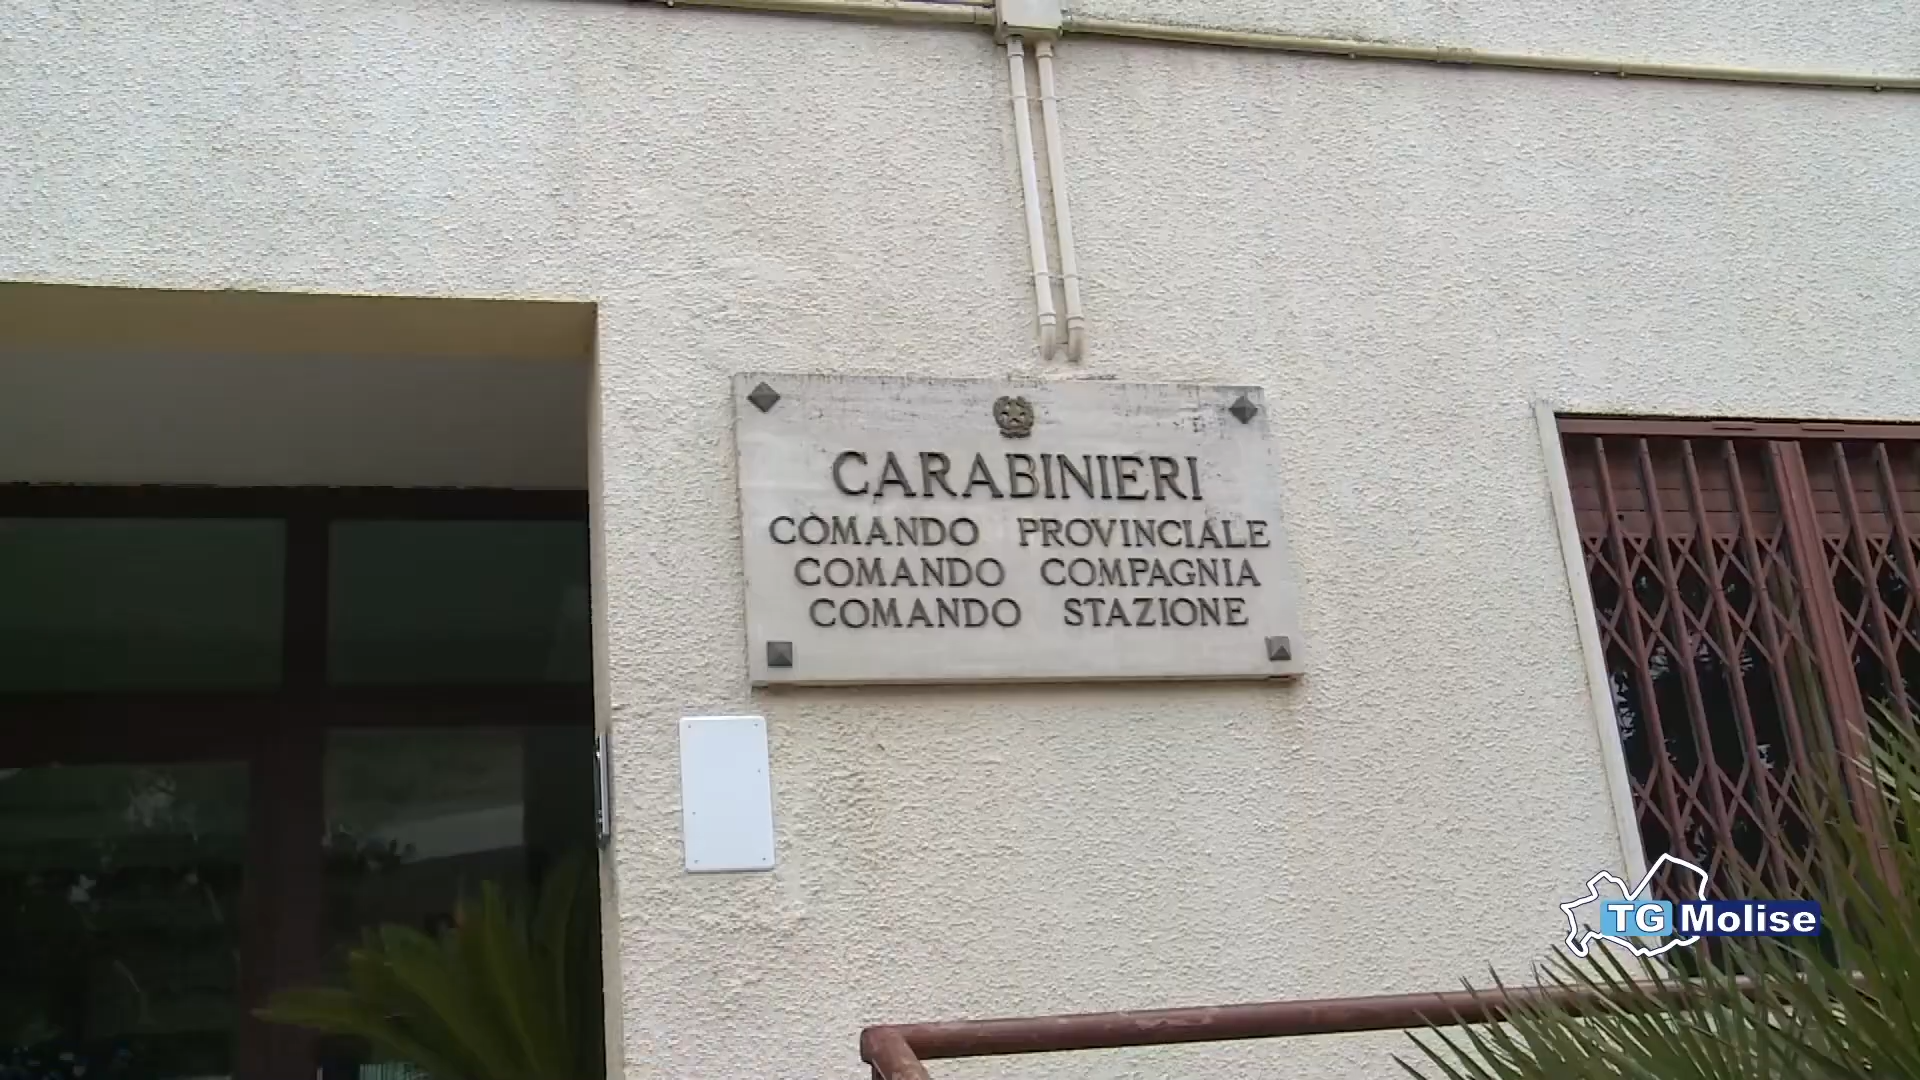 CARABINIERI
COMANDO PROVINCIALE
COMANDO COMPAGNIA
COMANDO STAZIONE
TG Molise